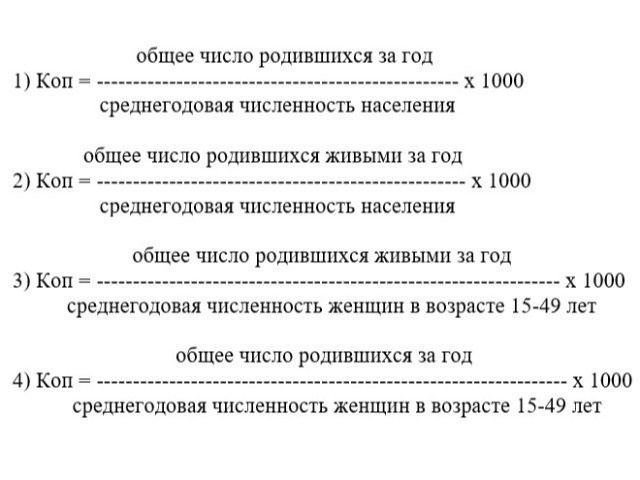 общее число родившихся за год
1) Коп = -------------------------------------------------- х 1000
среднегодовая численность населения
общее число родившихся живыми за год
2) Коп = --------------------------------------------------- х 1000
среднегодовая численность населения
общее число родившихся живыми за год
3) Коп = ---------------------------------------------------------------- х 1000
среднегодовая численность женщин в возрасте 15-49 лет
общее число родившихся за год
4) Коп = ----------------------------------------------------------------- х 1000
среднегодовая численность женщин в возрасте 15-49 лет